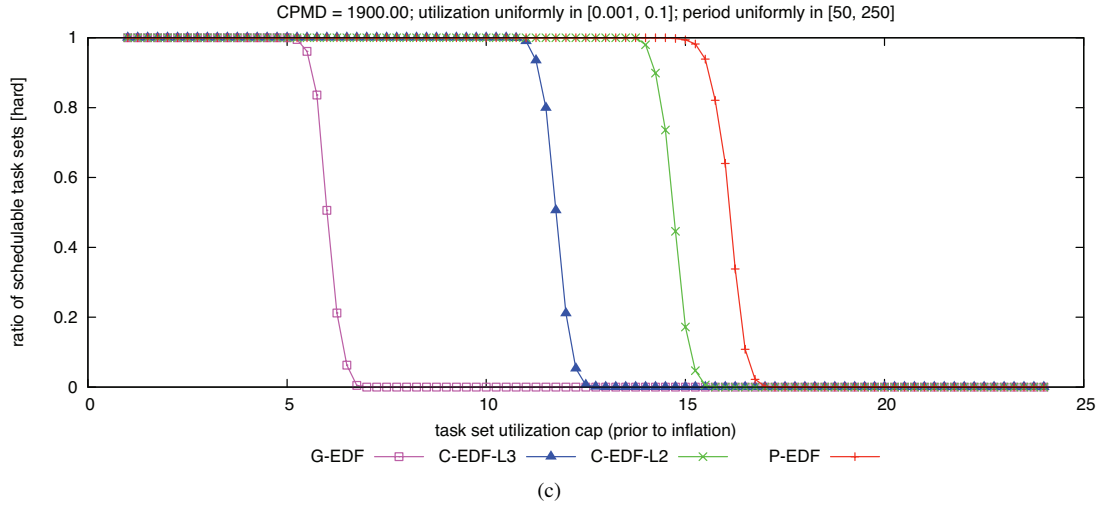 CPMD = 1900.00; utilization uniformly in [0.001, 0.1]; period uniformly in [50, 250]
1
0.8
0.6
0.4
0.2
0
ratio of schedulable task sets [hard]
0 5 10 15 20 25
task set utilization cap (prior to inflation)
G-EDF C-EDF-L3 C-EDF-L2 P-EDF
(c)